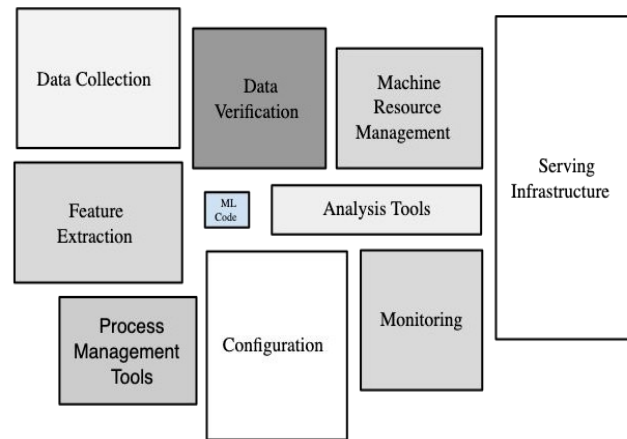 Data Collection
Data
Verification
Machine
Resource
Management
Serving
Infrastructure
Feature
Extraction
ML
Code
Analysis Tools
Process
Management
Tools
Configuration
Monitoring